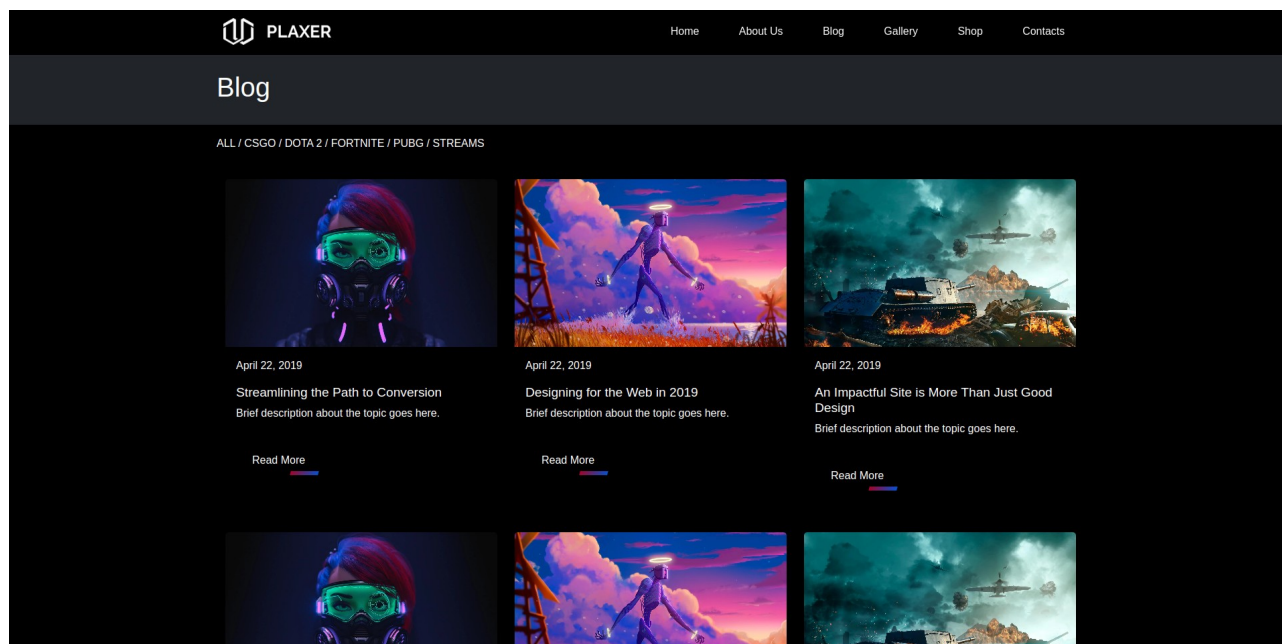 PLAXER
Home About Us Blog Gallery Shop Contacts
Blog
ALL / CSGO / DOTA 2 / FORTNITE / PUBG / STREAMS
April 22, 2019
Streamlining the Path to Conversion
Brief description about the topic goes here.
Read More
April 22, 2019
Designing for the Web in 2019
Brief description about the topic goes here.
Read More
April 22, 2019
An Impactful Site is More Than Just Good
Design
Brief description about the topic goes here.
Read More